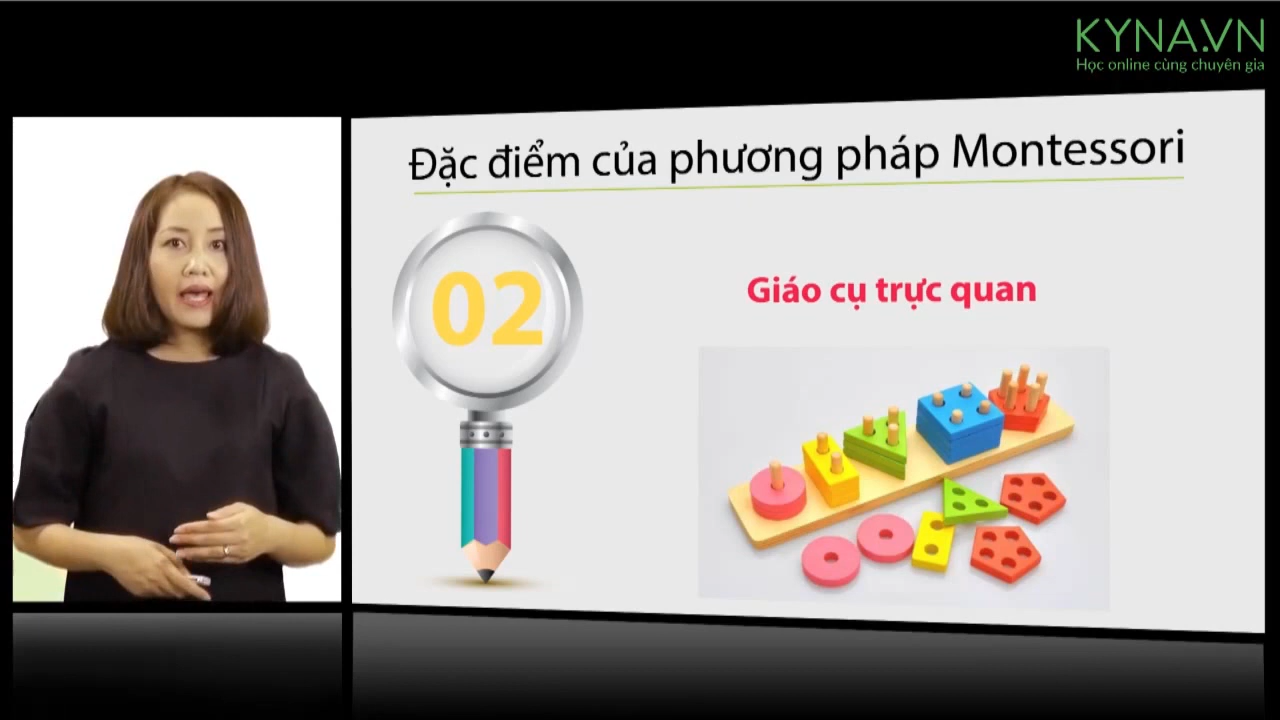 KYNA.VN
Học online cùng chuyên gia
Đặc điểm của phương pháp Montessori
02
Giáo cụ trực quan